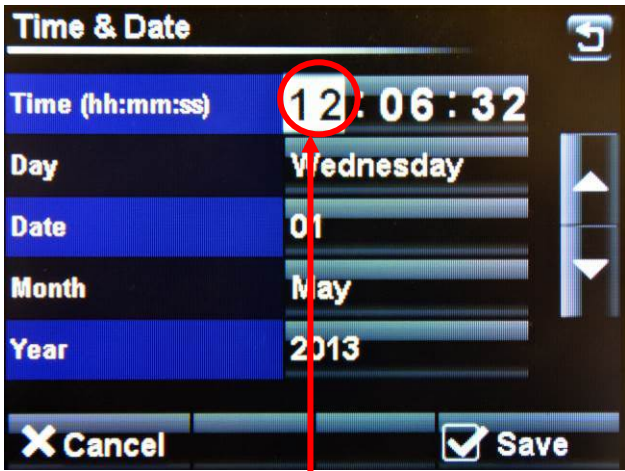 Time & Date
Time (hh:mm:ss) 12:06:32
Day Wednesday
Date 01
Month May
Year 2013
Cancel Save